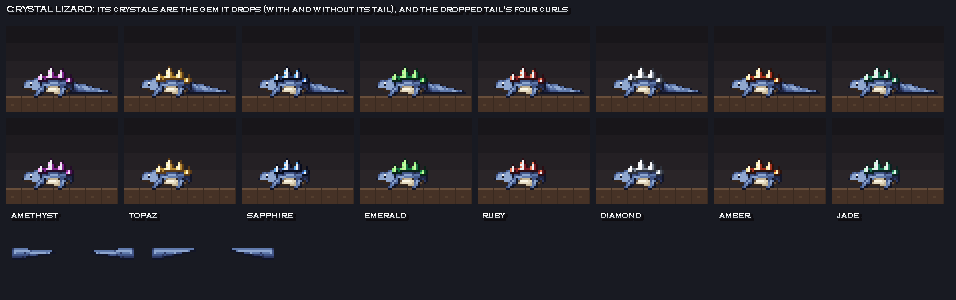 CRYSTAL LIZARD: ITS CRYSTALS ARE THE GEM IT DROPS (WITH AND WITHOUT ITS TAIL), AND THE DROPPED TAIL'S FOUR CURLS
AMETHYST TOPAZ SAPPHIRE EMERALD RUBY DIAMOND AMBER JADE